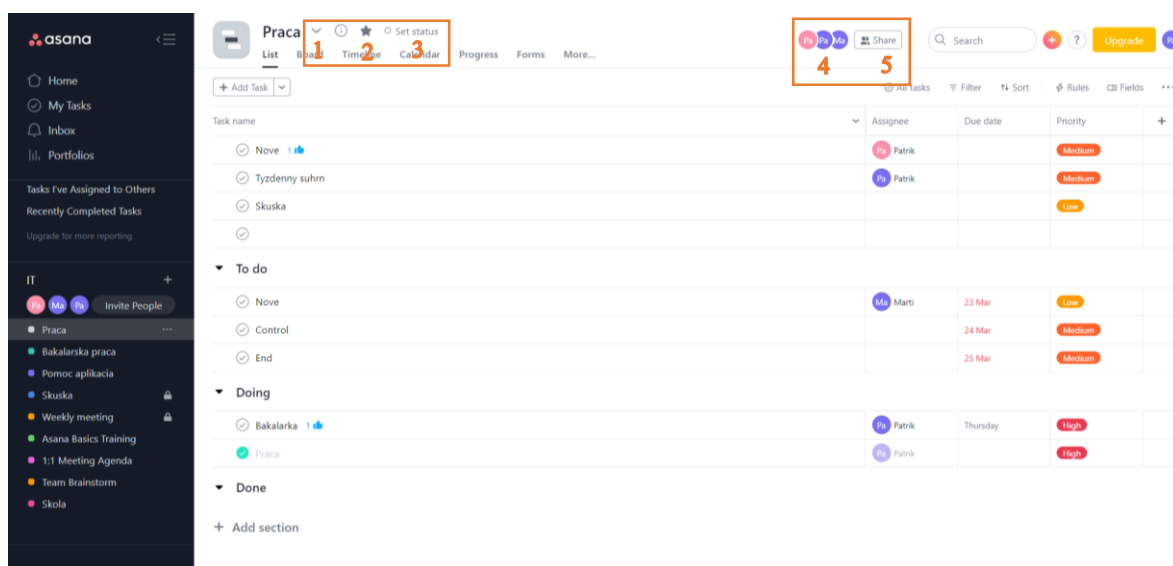 asana
Home
My Tasks
Inbox
Portfolios
Tasks I've Assigned to Others
Recently Completed Tasks
Upgrade for more reporting
IT +
Pa Ma Pa Invite People
Praca ...
Bakalarska praca
Pomoc aplikacia
Skuska
Weekly meeting
Asana Basics Training
1:1 Meeting Agenda
Team Brainstorm
Skola
Praca Set status
1 2 3
List Board Timeline Calendar Progress Forms More...
Pa Pa Ma Share Search + ? Upgrade
4 5
+ Add Task
All tasks Filter Sort Rules Fields ...
Task name Assignee Due date Priority +
Nove 1 Pa Patrik Medium
Tyzdenny suhrn Pa Patrik Medium
Skuska Low
To do
Nove Ma Marti 23 Mar Low
Control 24 Mar Medium
End 25 Mar Medium
Doing
Bakalarka 1 Pa Patrik Thursday High
Praca Pa Patrik High
Done
+ Add section